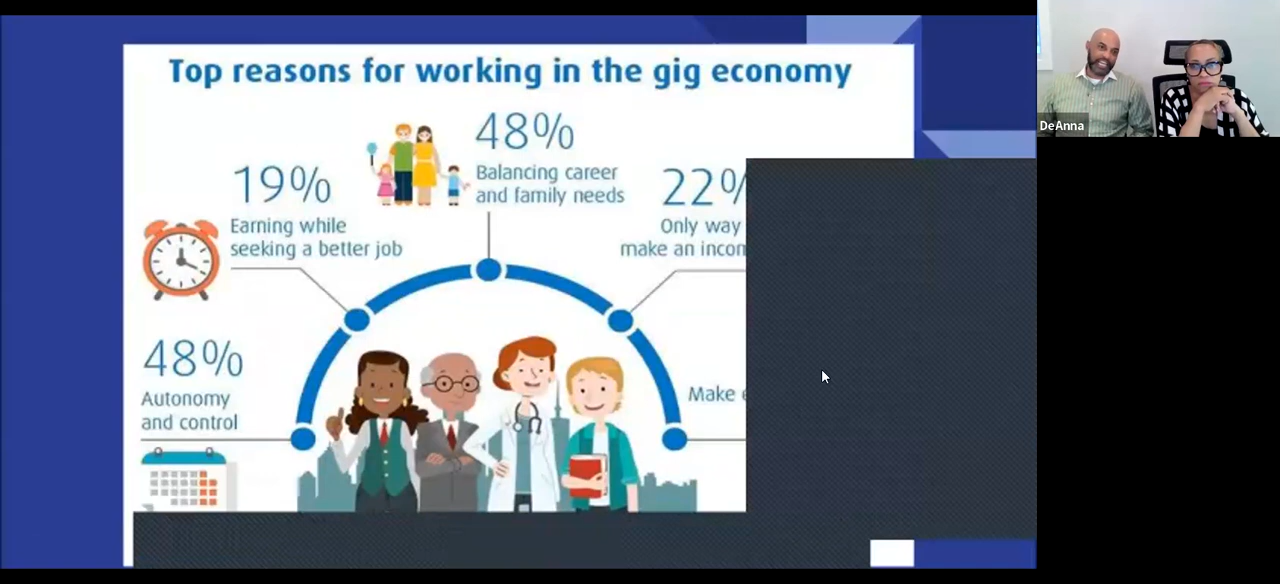 Top reasons for working in the gig economy
48%
Balancing career
and family needs
19%
Earning while
seeking a better job
22%
Only way
make an
48%
Autonomy
and control
Make
DeAnna